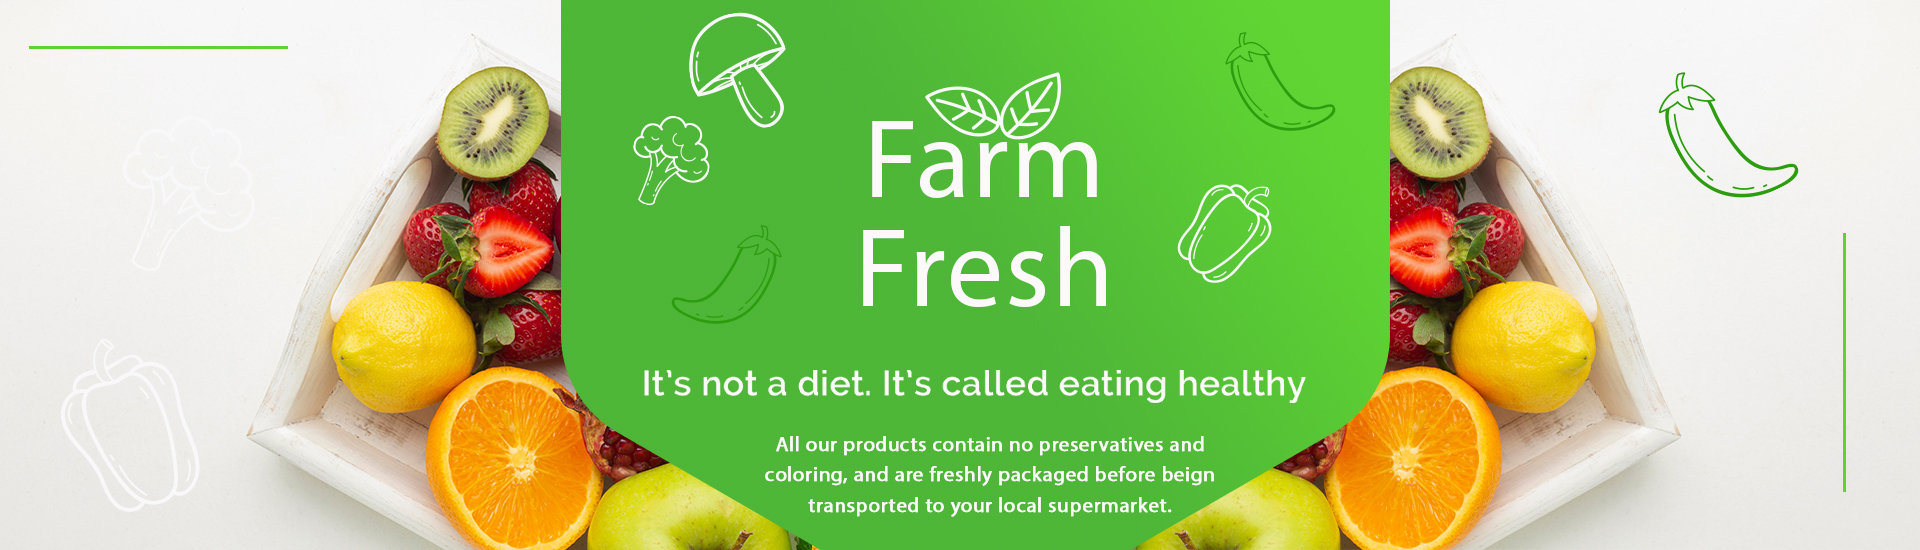 Farm
Fresh
It's not a diet. It's called eating healthy
All our products contain no preservatives and
coloring, and are freshly packaged before beign
transported to your local supermarket.